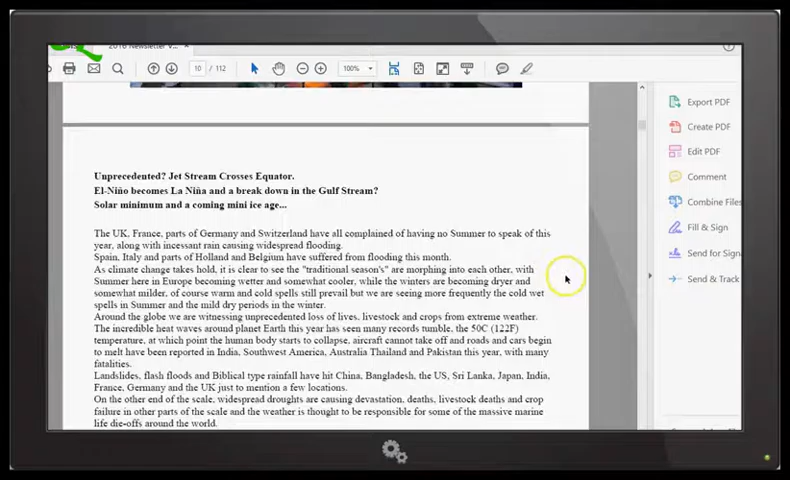 2016 Newsletter V...
10 / 112
100%
Export PDF
Create PDF
Edit PDF
Comment
Combine Files
Fill & Sign
Send for Sign
Send & Track
Unprecedented? Jet Stream Crosses Equator.
El-Niño becomes La Niña and a break down in the Gulf Stream?
Solar minimum and a coming mini ice age...
The UK, France, parts of Germany and Switzerland have all complained of having no Summer to speak of this
year, along with incessant rain causing widespread flooding.
Spain, Italy and parts of Holland and Belgium have suffered from flooding this month.
As climate change takes hold, it is clear to see the "traditional season's" are morphing into each other, with
Summer here in Europe becoming wetter and somewhat cooler, while the winters are becoming dryer and
somewhat milder, of course warm and cold spells still prevail but we are seeing more frequently the cold wet
spells in Summer and the mild dry periods in the winter.
Around the globe we are witnessing unprecedented loss of lives, livestock and crops from extreme weather.
The incredible heat waves around planet Earth this year has seen many records tumble, the 50C (122F)
temperature, at which point the human body starts to collapse, aircraft cannot take off and roads and cars begin
to melt have been reported in India, Southwest America, Australia Thailand and Pakistan this year, with many
fatalities.
Landslides, flash floods and Biblical type rainfall have hit China, Bangladesh, the US, Sri Lanka, Japan, India,
France, Germany and the UK just to mention a few locations.
On the other end of the scale, widespread droughts are causing devastation, deaths, livestock deaths and crop
failure in other parts of the scale and the weather is thought to be responsible for some of the massive marine
life die-offs around the world.